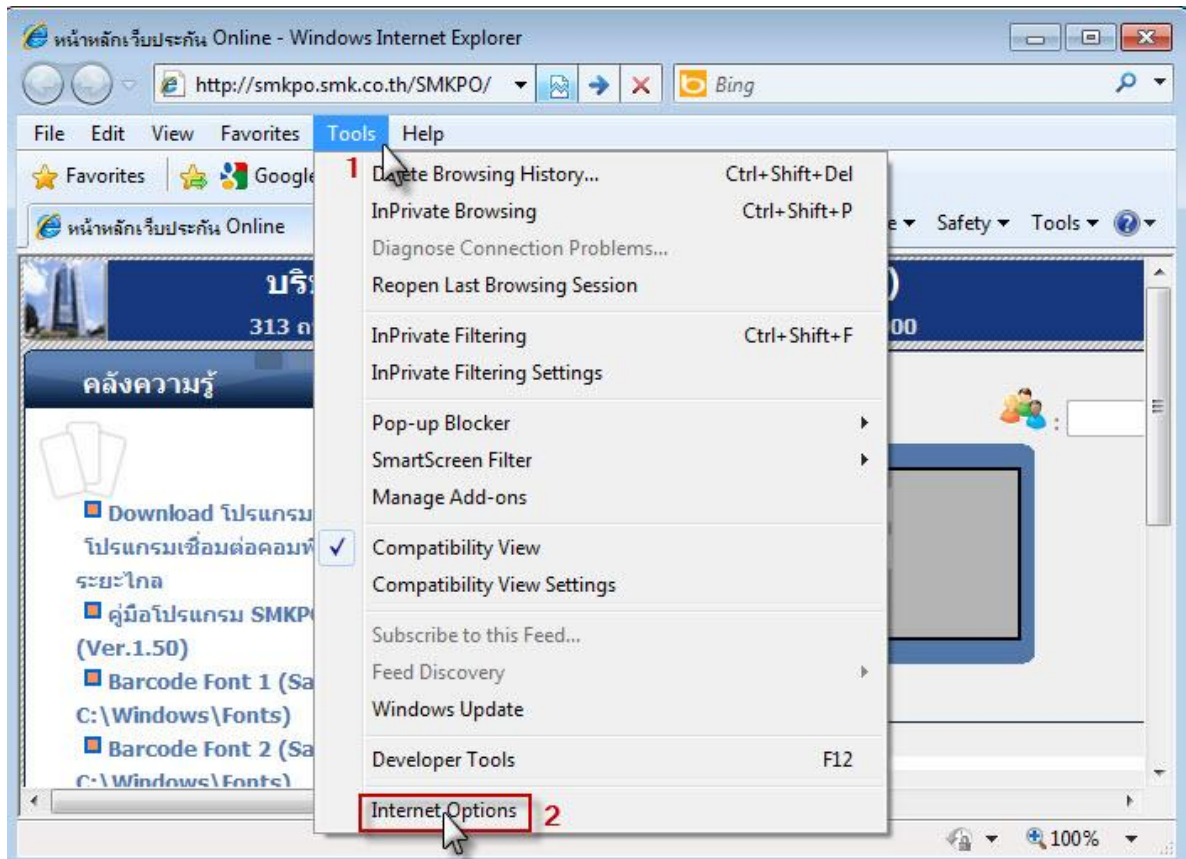 หน้าหลักเว็บประกัน Online - Windows Internet Explorer
http://smkpo.smk.co.th/SMKPO/
Bing
File Edit View Favorites Tools Help
1
Favorites
Google
หน้าหลักเว็บประกัน Online
Safety Tools
Delete Browsing History... Ctrl+Shift+Del
InPrivate Browsing Ctrl+Shift+P
Diagnose Connection Problems...
Reopen Last Browsing Session
InPrivate Filtering Ctrl+Shift+F
InPrivate Filtering Settings
Pop-up Blocker
SmartScreen Filter
Manage Add-ons
Compatibility View
Compatibility View Settings
Subscribe to this Feed...
Feed Discovery
Windows Update
Developer Tools F12
Internet Options 2
313
คลังความรู้
:
Download โปรแกรม
โปรแกรมเชื่อมต่อคอมพิ
ระยะไกล
คู่มือโปรแกรม SMKP
(Ver.1.50)
Barcode Font 1 (Sa
C:\Windows\Fonts)
Barcode Font 2 (Sa
C:\Windows\Fonts)
100%